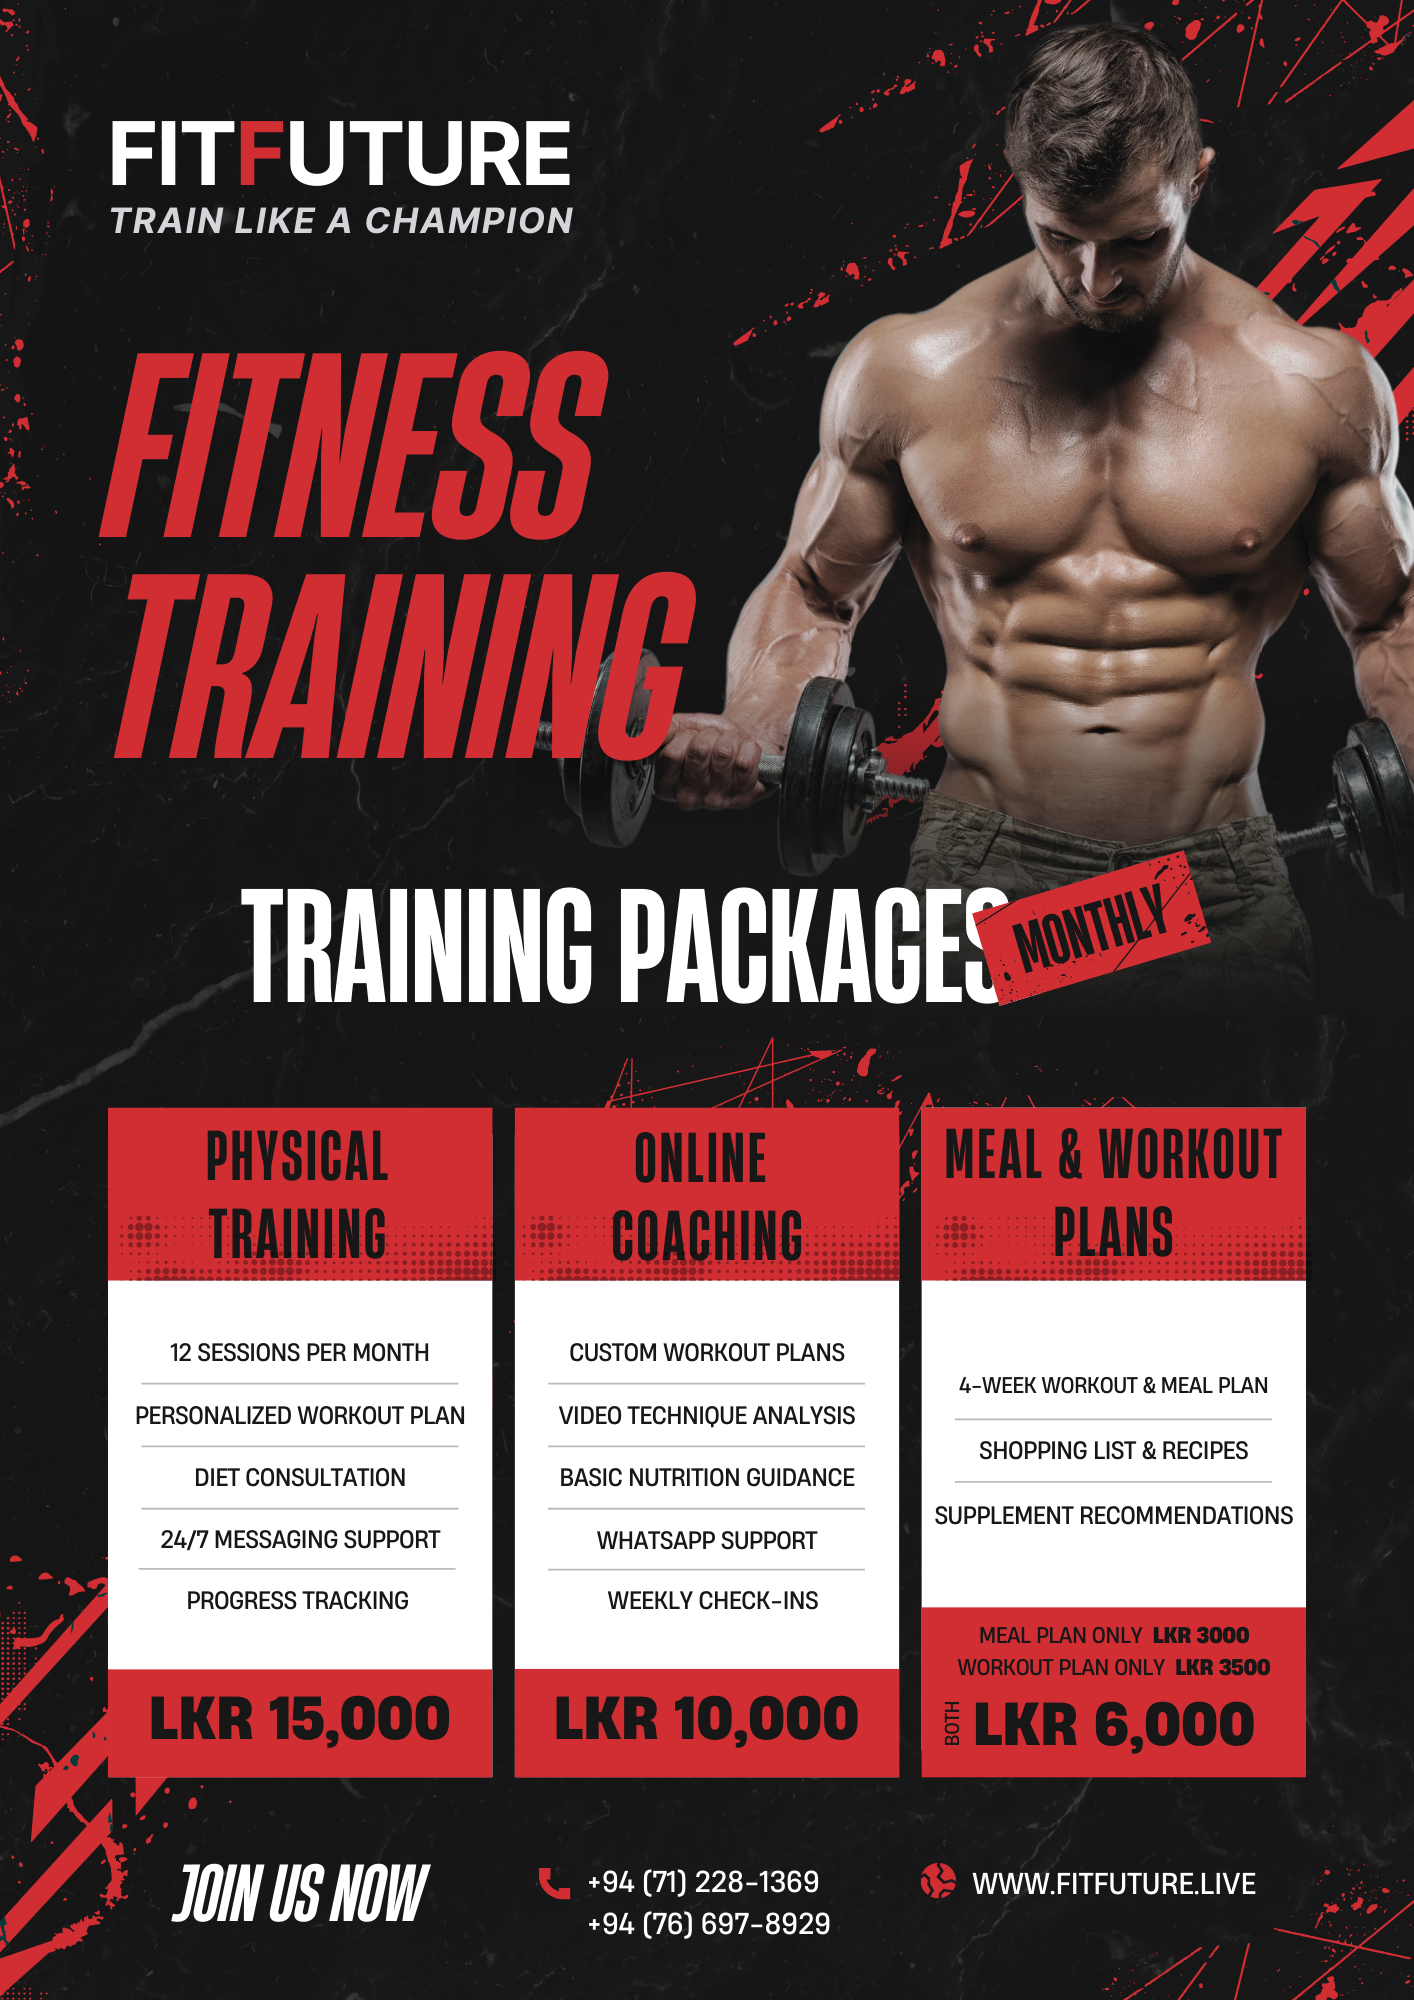 FITFUTURE
TRAIN LIKE A CHAMPION
FITNESS
TRAINING
TRAINING PACKAGES
MONTHLY
PHYSICAL
TRAINING
12 SESSIONS PER MONTH
PERSONALIZED WORKOUT PLAN
DIET CONSULTATION
24/7 MESSAGING SUPPORT
PROGRESS TRACKING
LKR 15,000
ONLINE
COACHING
CUSTOM WORKOUT PLANS
VIDEO TECHNIQUE ANALYSIS
BASIC NUTRITION GUIDANCE
WHATSAPP SUPPORT
WEEKLY CHECK-INS
LKR 10,000
MEAL & WORKOUT
PLANS
4-WEEK WORKOUT & MEAL PLAN
SHOPPING LIST & RECIPES
SUPPLEMENT RECOMMENDATIONS
MEAL PLAN ONLY LKR 3000
WORKOUT PLAN ONLY LKR 3500
BOTH LKR 6,000
JOIN US NOW
+94 (71) 228-1369
+94 (76) 697-8929
WWW.FITFUTURE.LIVE